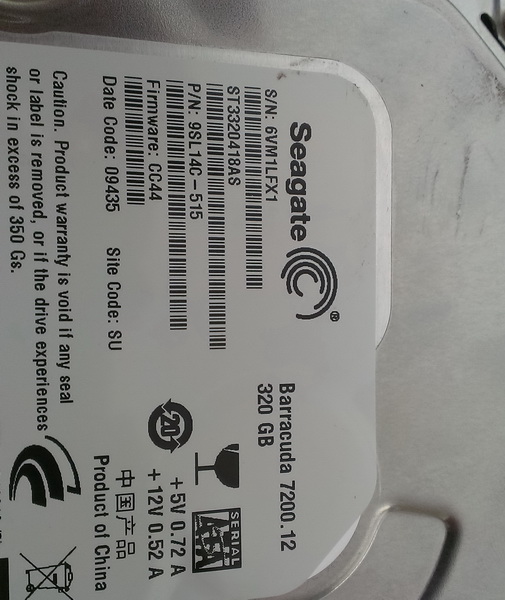 Seagate
®
Barracuda 7200.12
320 GB
S/N: 6VM1LFX1
ST3320418AS
P/N: 9SL14C-515
Firmware: CC44
Date Code: 09435 Site Code: SU
20
SERIAL
ATA
+5V 0.72 A
+12V 0.52 A
中国产品
Product of China
Caution. Product warranty is void if any seal
or label is removed, or if the drive experiences
shock in excess of 350 Gs.